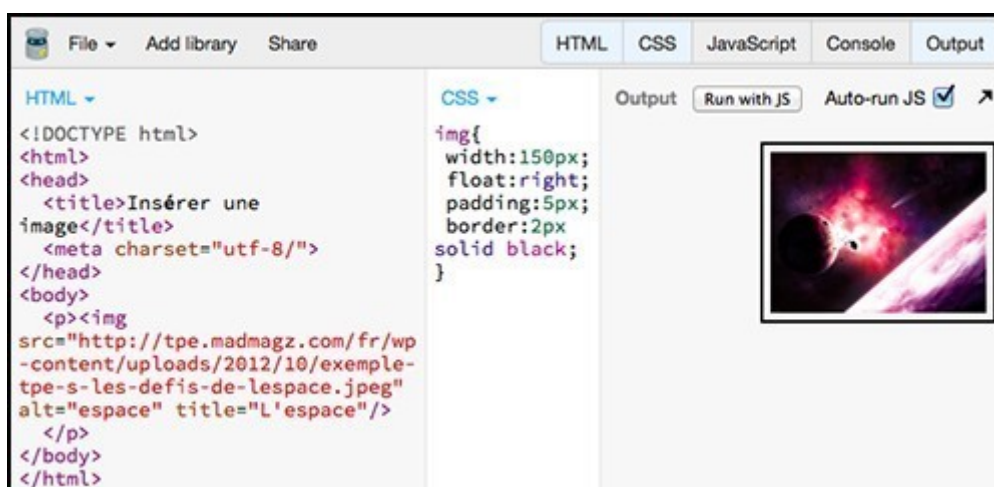 File Add library Share HTML CSS JavaScript Console Output
HTML
<!DOCTYPE html>
<html>
<head>
<title>Insérer une
image</title>
<meta charset="utf-8/">
</head>
<body>
<p><img
src="http://tpe.madmagz.com/fr/wp
-content/uploads/2012/10/exemple-
tpe-s-les-defis-de-lespace.jpeg"
alt="espace" title="L'espace"/>
</p>
</body>
</html>
CSS
img{
width:150px;
float:right;
padding:5px;
border:2px
solid black;
}
Output Run with JS Auto-run JS